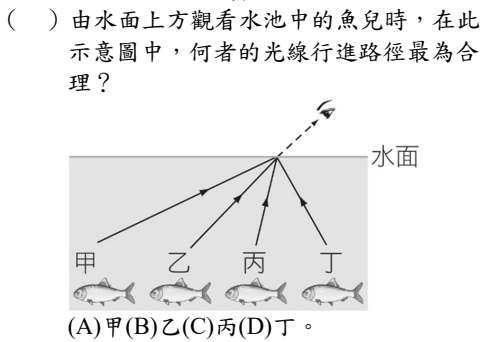 (　)由水面上方觀看水池中的魚兒時，在此
示意圖中，何者的光線行進路徑最為合
理？
水面
甲 乙 丙 丁
(A)甲(B)乙(C)丙(D)丁。